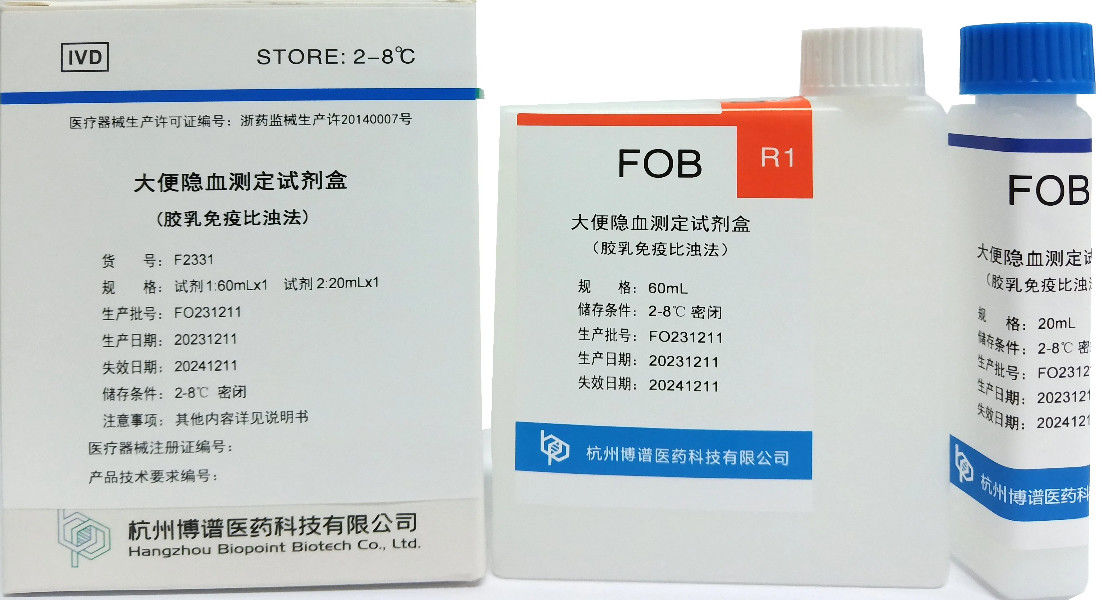 IVD
STORE: 2-8℃
医疗器械生产许可证编号：浙药监械生产许20140007号
大便隐血测定试剂盒
（胶乳免疫比浊法）
货 号：F2331
规 格：试剂1:60mLx1 试剂2:20mLx1
生产批号：FO231211
生产日期：20231211
失效日期：20241211
储存条件：2-8℃ 密闭
注意事项：其他内容详见说明书
医疗器械注册证编号：
产品技术要求编号：
杭州博谱医药科技有限公司
Hangzhou Biopoint Biotech Co., Ltd.
FOB
R1
大便隐血测定试剂盒
（胶乳免疫比浊法）
规 格：60mL
储存条件：2-8℃ 密闭
生产批号：FO231211
生产日期：20231211
失效日期：20241211
杭州博谱医药科技有限公司
FOB
大便隐血测定试
（胶乳免疫比浊
规 格：20mL
储存条件：2-8℃ 密
生产批号：FO2312
生产日期：2023121
失效日期：2024121
杭州博谱医药科